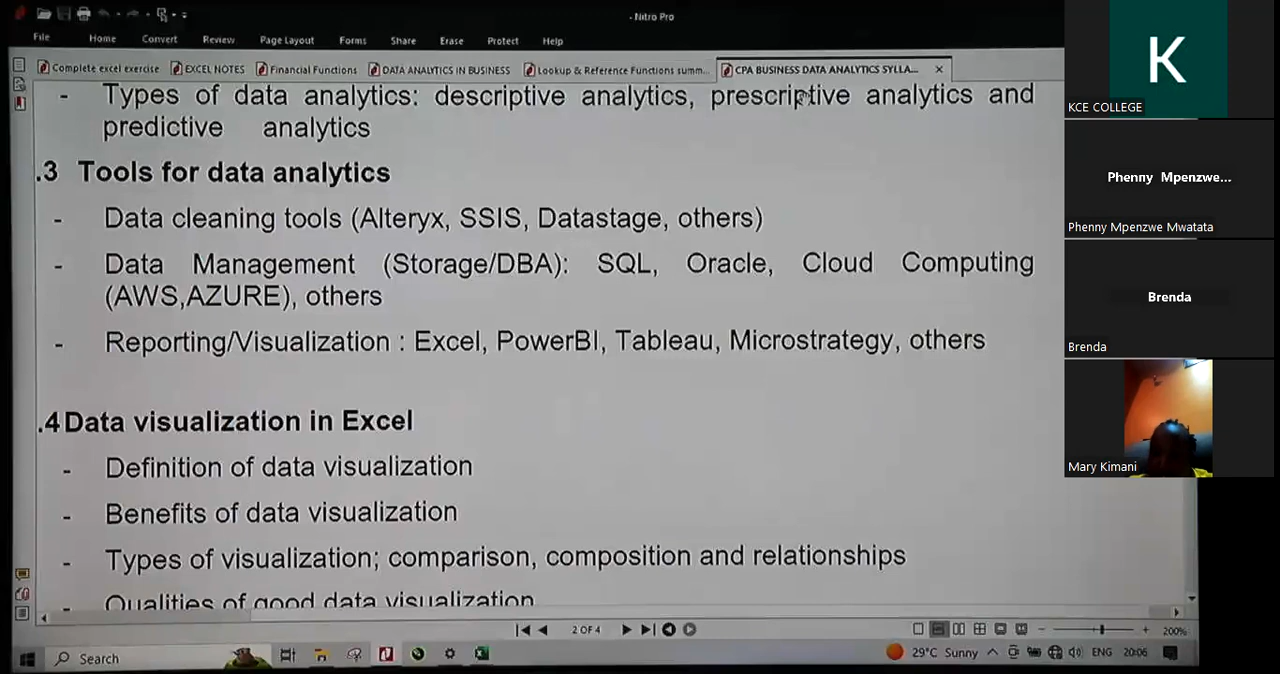 - Nitro Pro
File Home Convert Review Page Layout Forms Share Erase Protect Help
Complete excel exercise EXCEL NOTES Financial Functions DATA ANALYTICS IN BUSINESS Lookup & Reference Functions summ... CPA BUSINESS DATA ANALYTICS SYLLA... ×
- Types of data analytics: descriptive analytics, prescriptive analytics and
predictive analytics
.3 Tools for data analytics
- Data cleaning tools (Alteryx, SSIS, Datastage, others)
- Data Management (Storage/DBA): SQL, Oracle, Cloud Computing
(AWS,AZURE), others
- Reporting/Visualization : Excel, PowerBI, Tableau, Microstrategy, others
.4 Data visualization in Excel
- Definition of data visualization
- Benefits of data visualization
- Types of visualization; comparison, composition and relationships
- Qualities of good data visualization
2 OF 4
200%
Search
29°C Sunny
ENG 20:06
K
KCE COLLEGE
Phenny Mpenzwe...
Phenny Mpenzwe Mwatata
Brenda
Brenda
Mary Kimani